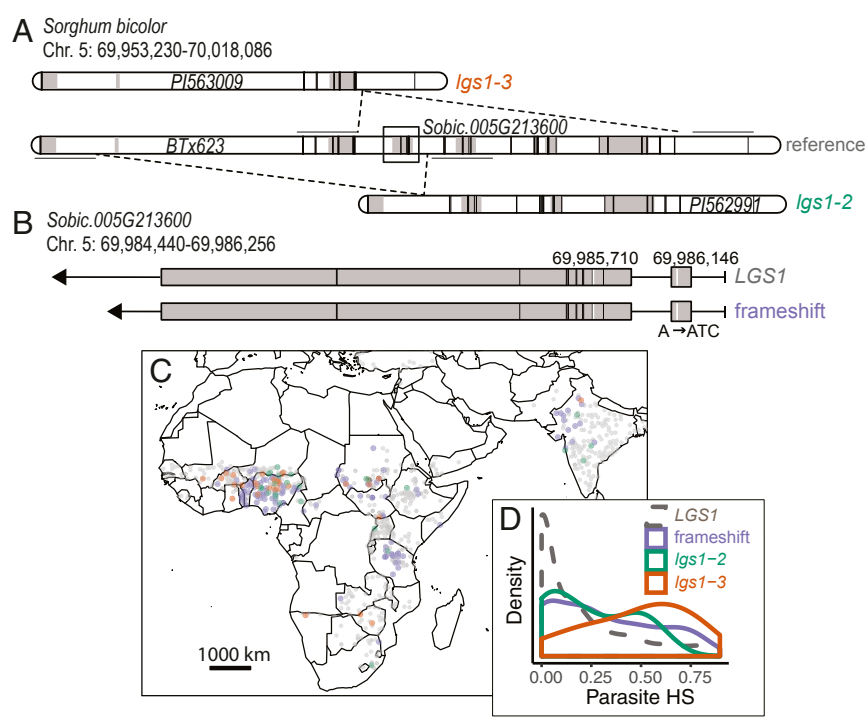 A
Sorghum bicolor
Chr. 5: 69,953,230-70,018,086
PI563009
lgs1-3
BTx623
Sobic.005G213600
reference
PI562991
lgs1-2
B
Sobic.005G213600
Chr. 5: 69,984,440-69,986,256
69,985,710 69,986,146
LGS1
frameshift
A→ATC
C
1000 km
D
LGS1
frameshift
lgs1−2
lgs1−3
Density
0.00 0.25 0.50 0.75
Parasite HS